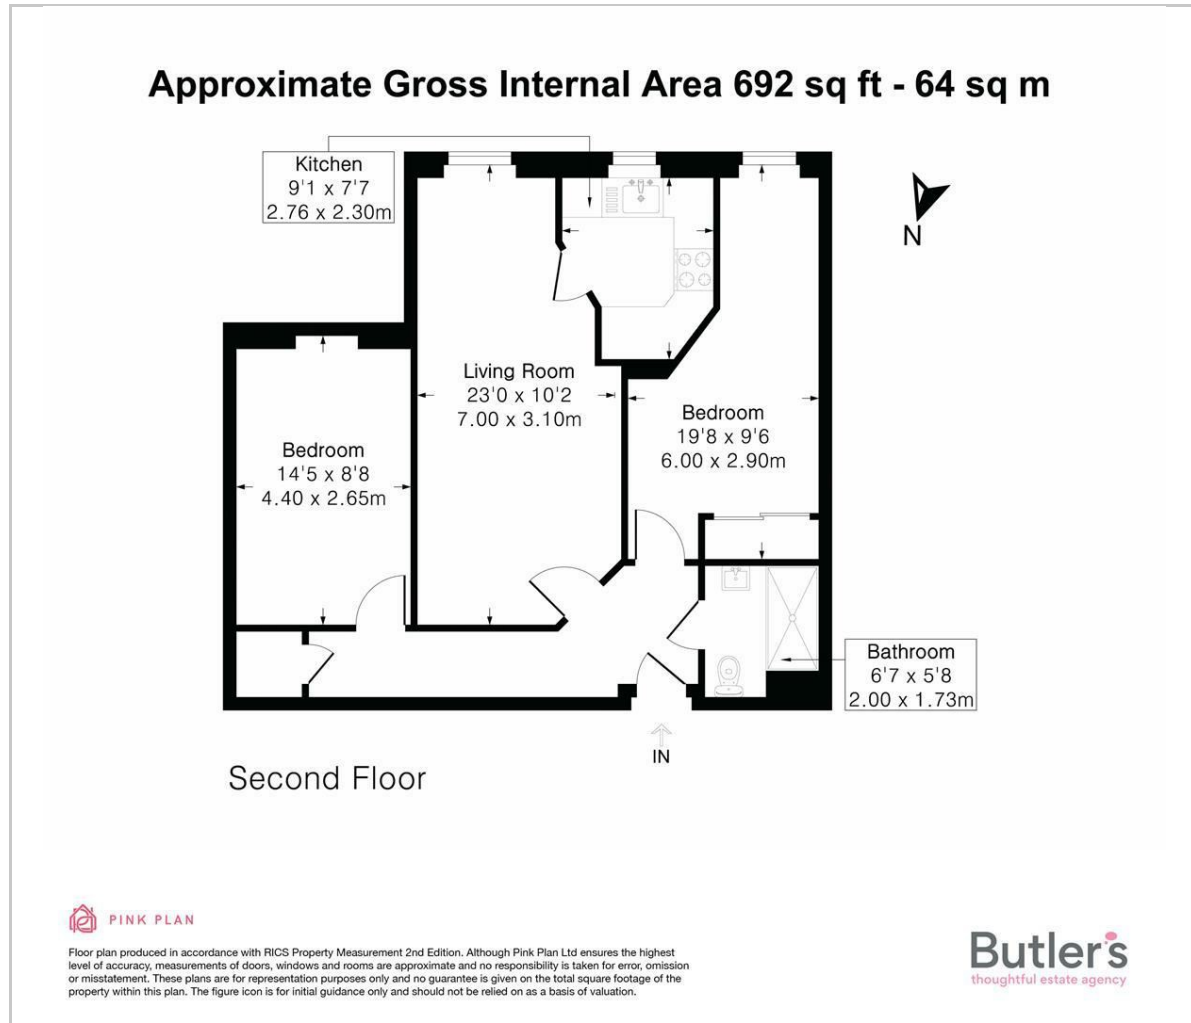 Approximate Gross Internal Area 692 sq ft - 64 sq m
Kitchen
9'1 x 7'7
2.76 x 2.30m
N
Living Room
23'0 x 10'2
7.00 x 3.10m
Bedroom
19'8 x 9'6
6.00 x 2.90m
Bedroom
14'5 x 8'8
4.40 x 2.65m
Bathroom
6'7 x 5'8
2.00 x 1.73m
IN
Second Floor
PINK PLAN
Floor plan produced in accordance with RICS Property Measurement 2nd Edition. Although Pink Plan Ltd ensures the highest
level of accuracy, measurements of doors, windows and rooms are approximate and no responsibility is taken for error, omission
or misstatement. These plans are for representation purposes only and no guarantee is given on the total square footage of the
property within this plan. The figure icon is for initial guidance only and should not be relied on as a basis of valuation.
Butler's
thoughtful estate agency